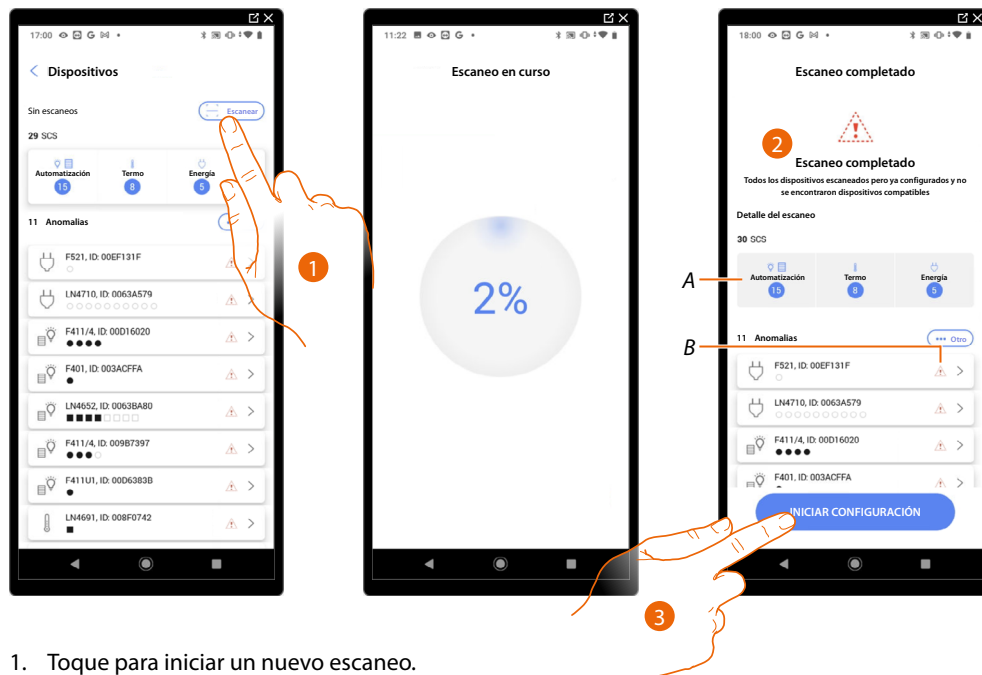 17:00
Dispositivos
Sin escaneos
Escanear
29 SCS
Automatización
Termo
Energía
15
8
5
11 Anomalias
F521, ID: 00EF131F
LN4710, ID: 0063A579
F411/4, ID: 00D16020
F401, ID: 003ACFFA
LN4652, ID: 0063BA80
F411/4, ID: 009B7397
F411U1, ID: 00D6383B
LN4691, ID: 008F0742
1
11:22
Escaneo en curso
2%
18:00
Escaneo completado
2
Escaneo completado
Todos los dispositivos escaneados pero ya configurados y no
se encontraron dispositivos compatibles
Detalle del escaneo
30 SCS
A
Automatización
Termo
Energía
15
8
5
11 Anomalias
Otro
B
F521, ID: 00EF131F
LN4710, ID: 0063A579
F411/4, ID: 00D16020
F401, ID: 003ACFFA
INICIAR CONFIGURACIÓN
3
1. Toque para iniciar un nuevo escaneo.